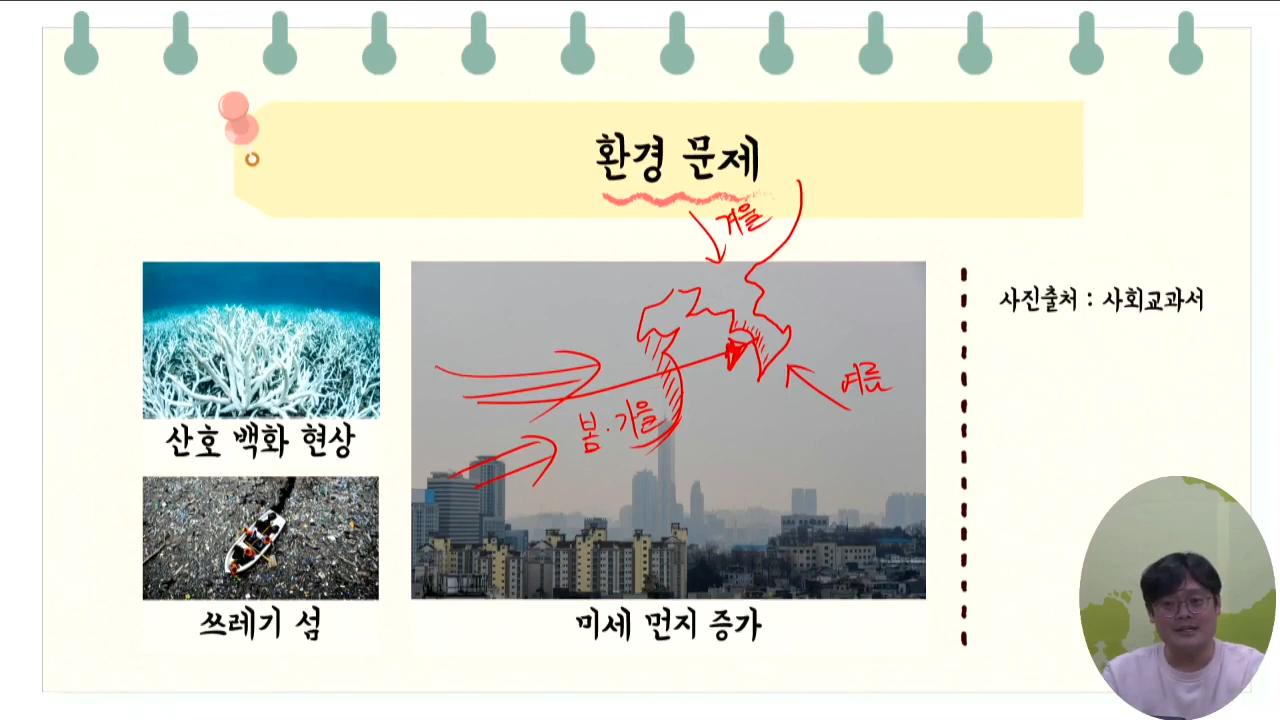 환경 문제
겨울
여름
봄·가을
산호 백화 현상
쓰레기 섬
미세 먼지 증가
사진출처 : 사회교과서